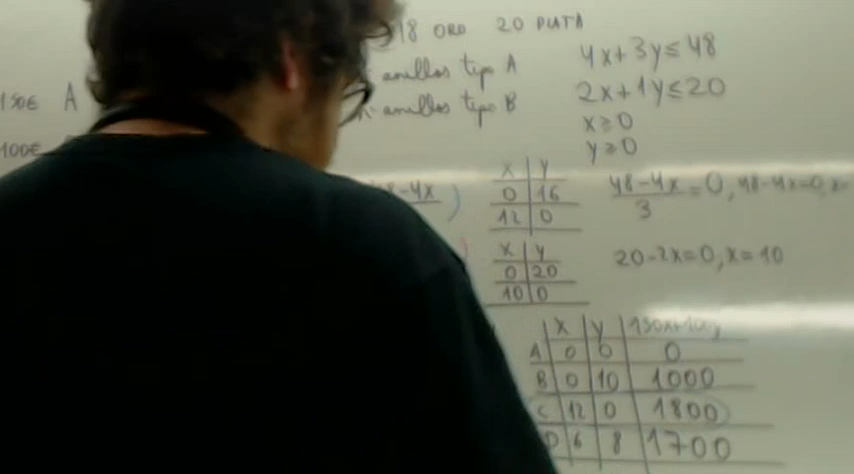 18 ORO 20 PLATA
150€ A anillos tipo A 4x+3y≤48
100€ anillos tipo B 2x+1y≤20
x≥0
y≥0
x y
0 16
12 0
-4x 48-4x/3=0, 48-4x=0, x=
x y
0 20
10 0
20-2x=0, x=10
x y 150x+100y
A 0 0 0
B 0 10 1000
C 12 0 1800
D 6 8 1700